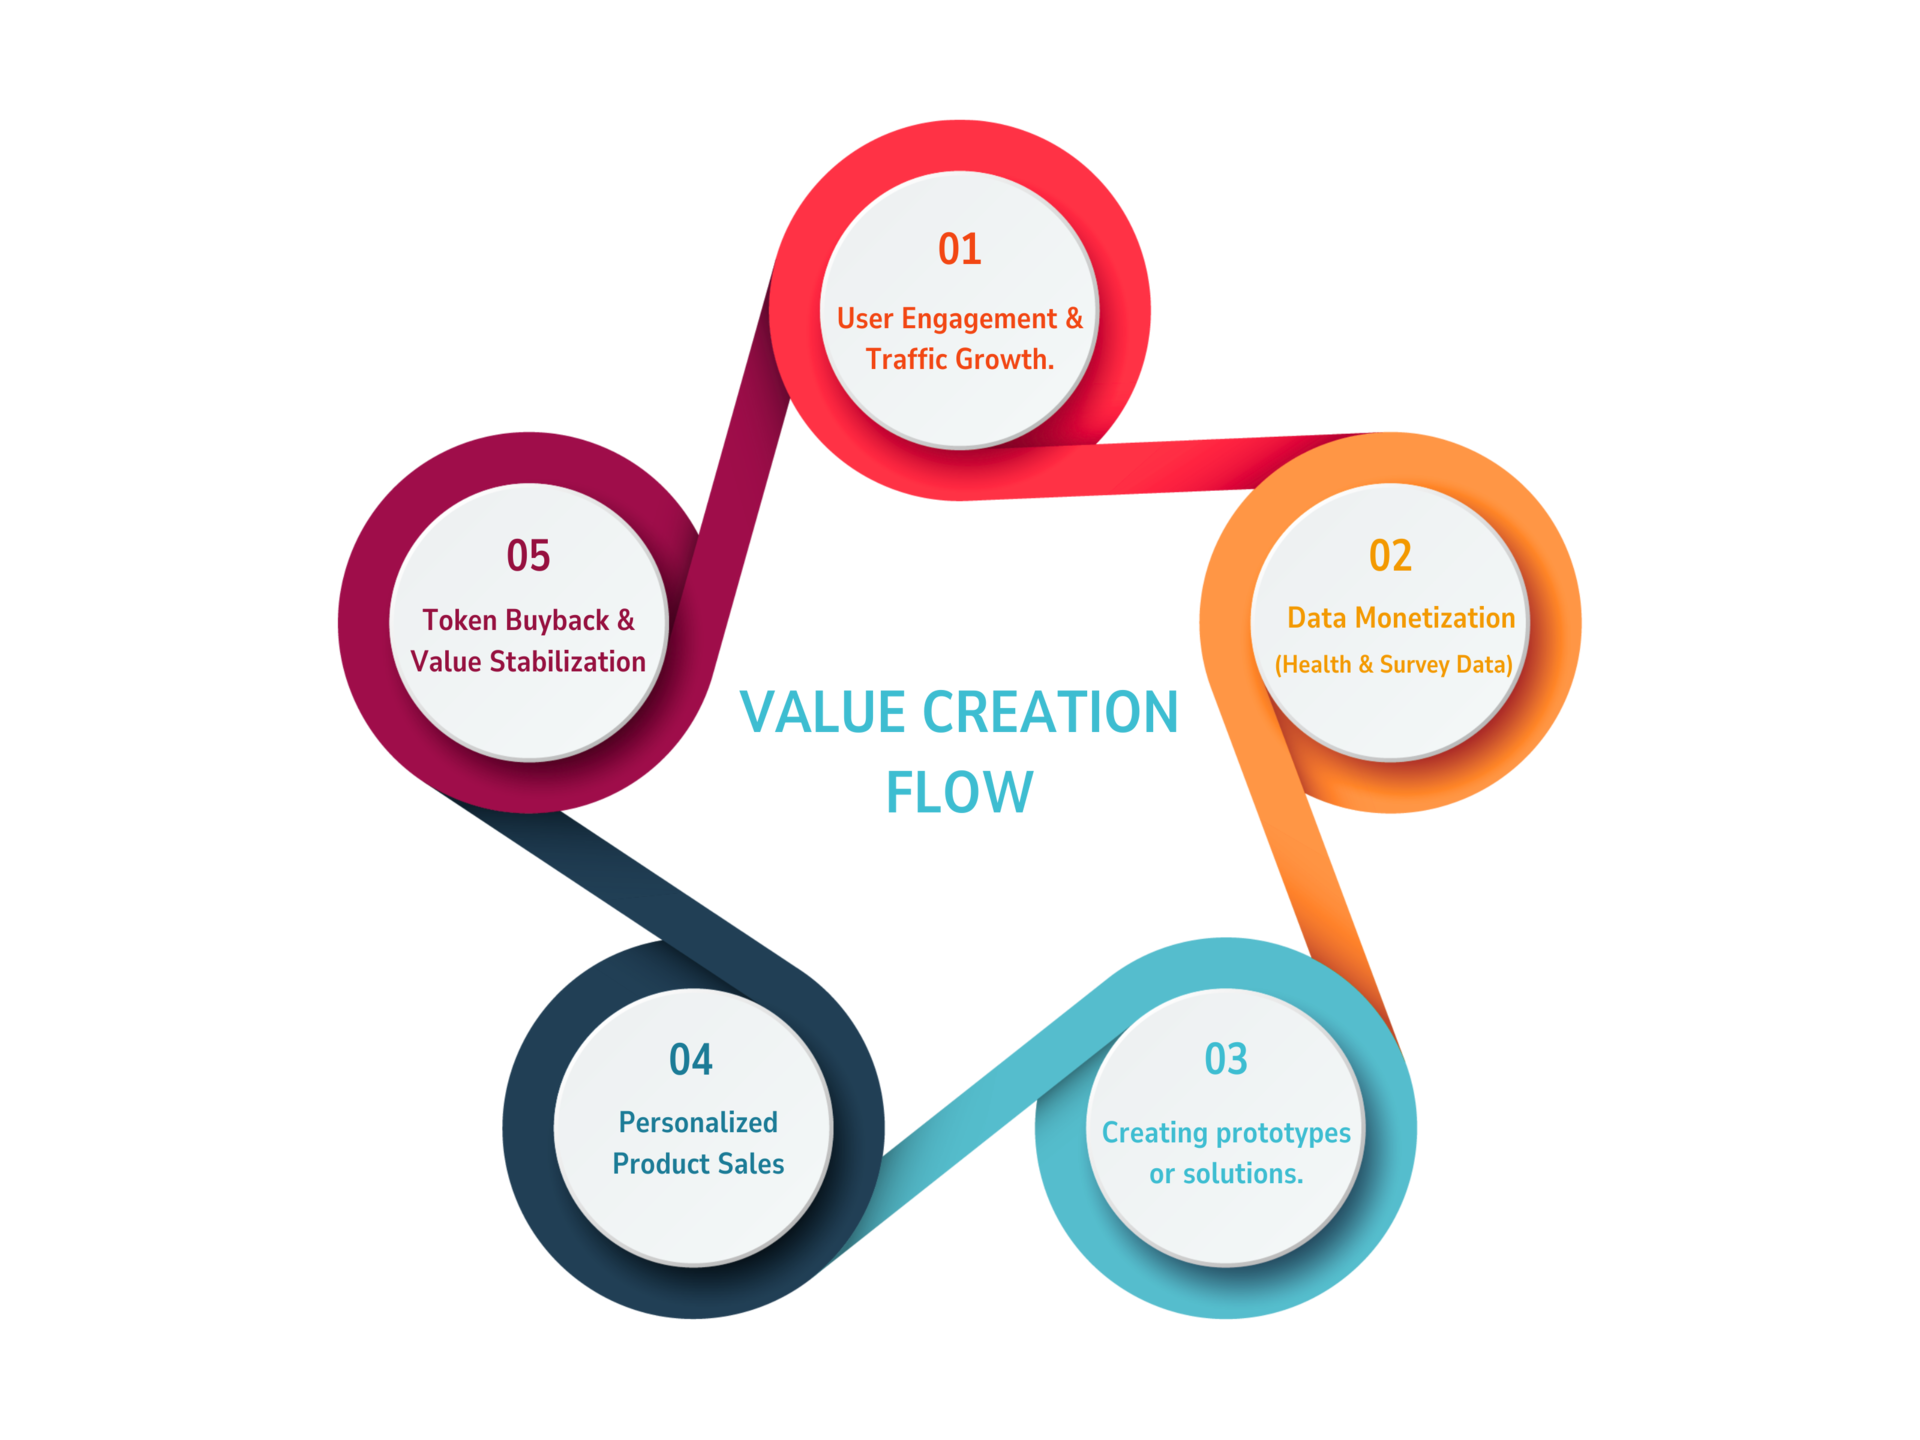 01
User Engagement &
Traffic Growth.
02
Data Monetization
(Health & Survey Data)
03
Creating prototypes
or solutions.
04
Personalized
Product Sales
05
Token Buyback &
Value Stabilization
VALUE CREATION
FLOW